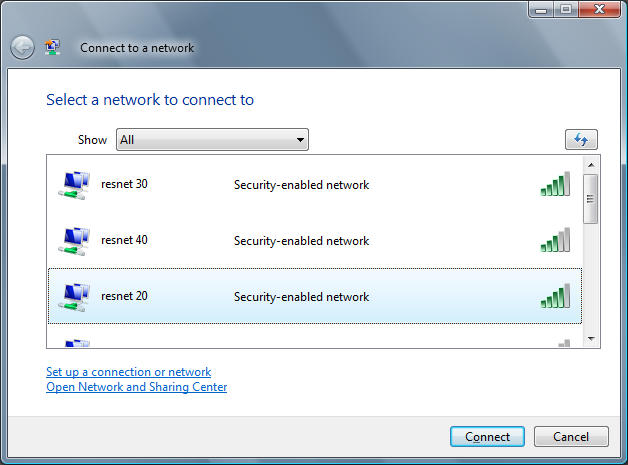 Connect to a network
Select a network to connect to
Show All
resnet 30 Security-enabled network
resnet 40 Security-enabled network
resnet 20 Security-enabled network
Set up a connection or network
Open Network and Sharing Center
Connect Cancel